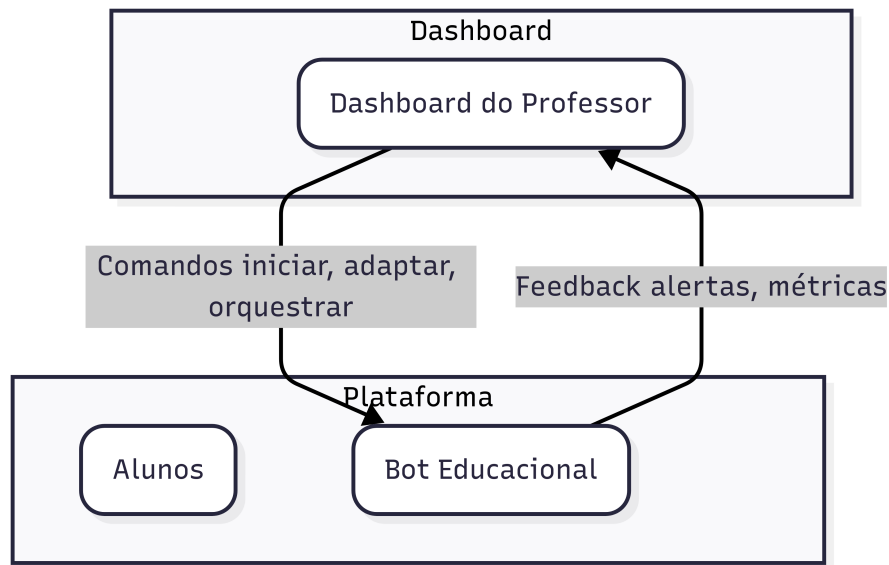 Dashboard
Dashboard do Professor
Comandos iniciar, adaptar,
orquestrar
Feedback alertas, métricas
Plataforma
Alunos
Bot Educacional